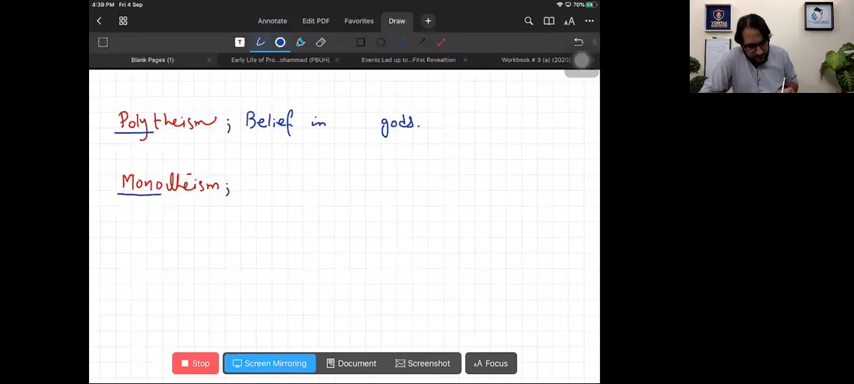 4:39 PM Fri 4 Sep 70%
Annotate Edit PDF Favorites Draw
T
Blank Pages (1) Early Life of Pro...ohammed (PBUH) Events Led up to...First Revealtion Workbook # 3 (a) (2020)
Polytheism ; Belief in gods.
Monotheism ;
Stop Screen Mirroring Document Screenshot Focus